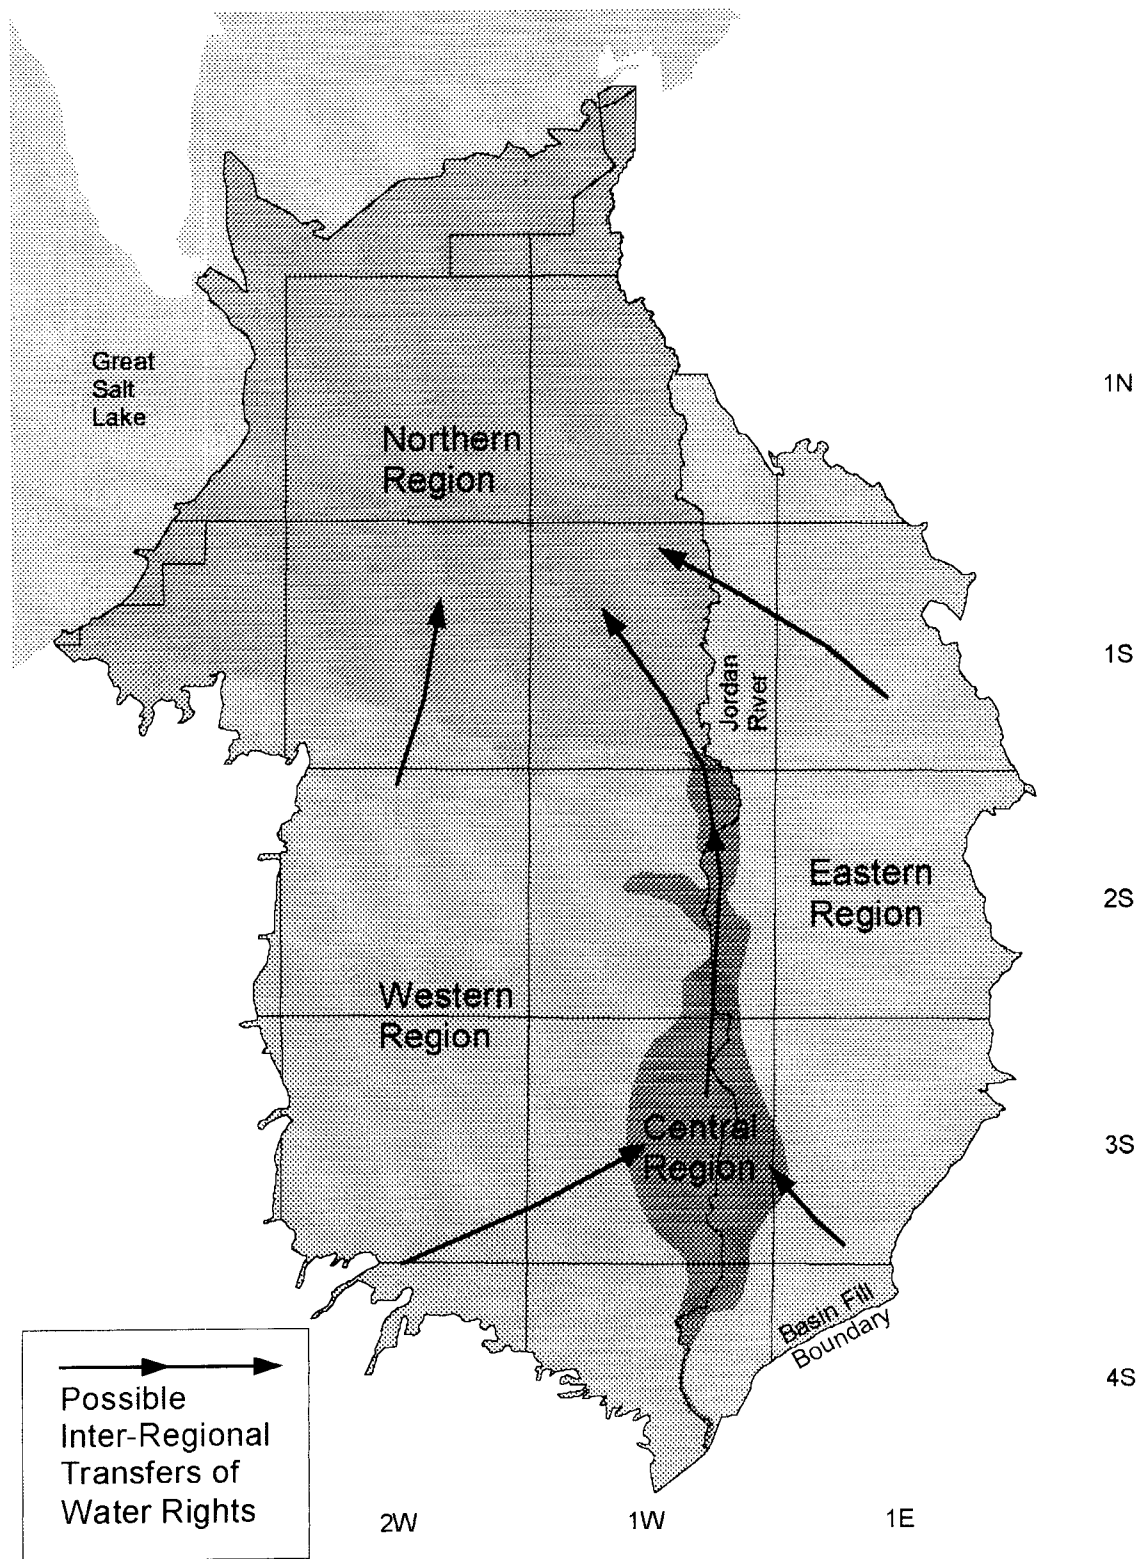 Great
Salt
Lake
1N
Northern
Region
1S
Jordan
River
Eastern
Region
2S
Western
Region
Central
Region
3S
Basin Fill
Boundary
4S
Possible
Inter-Regional
Transfers of
Water Rights
2W
1W
1E